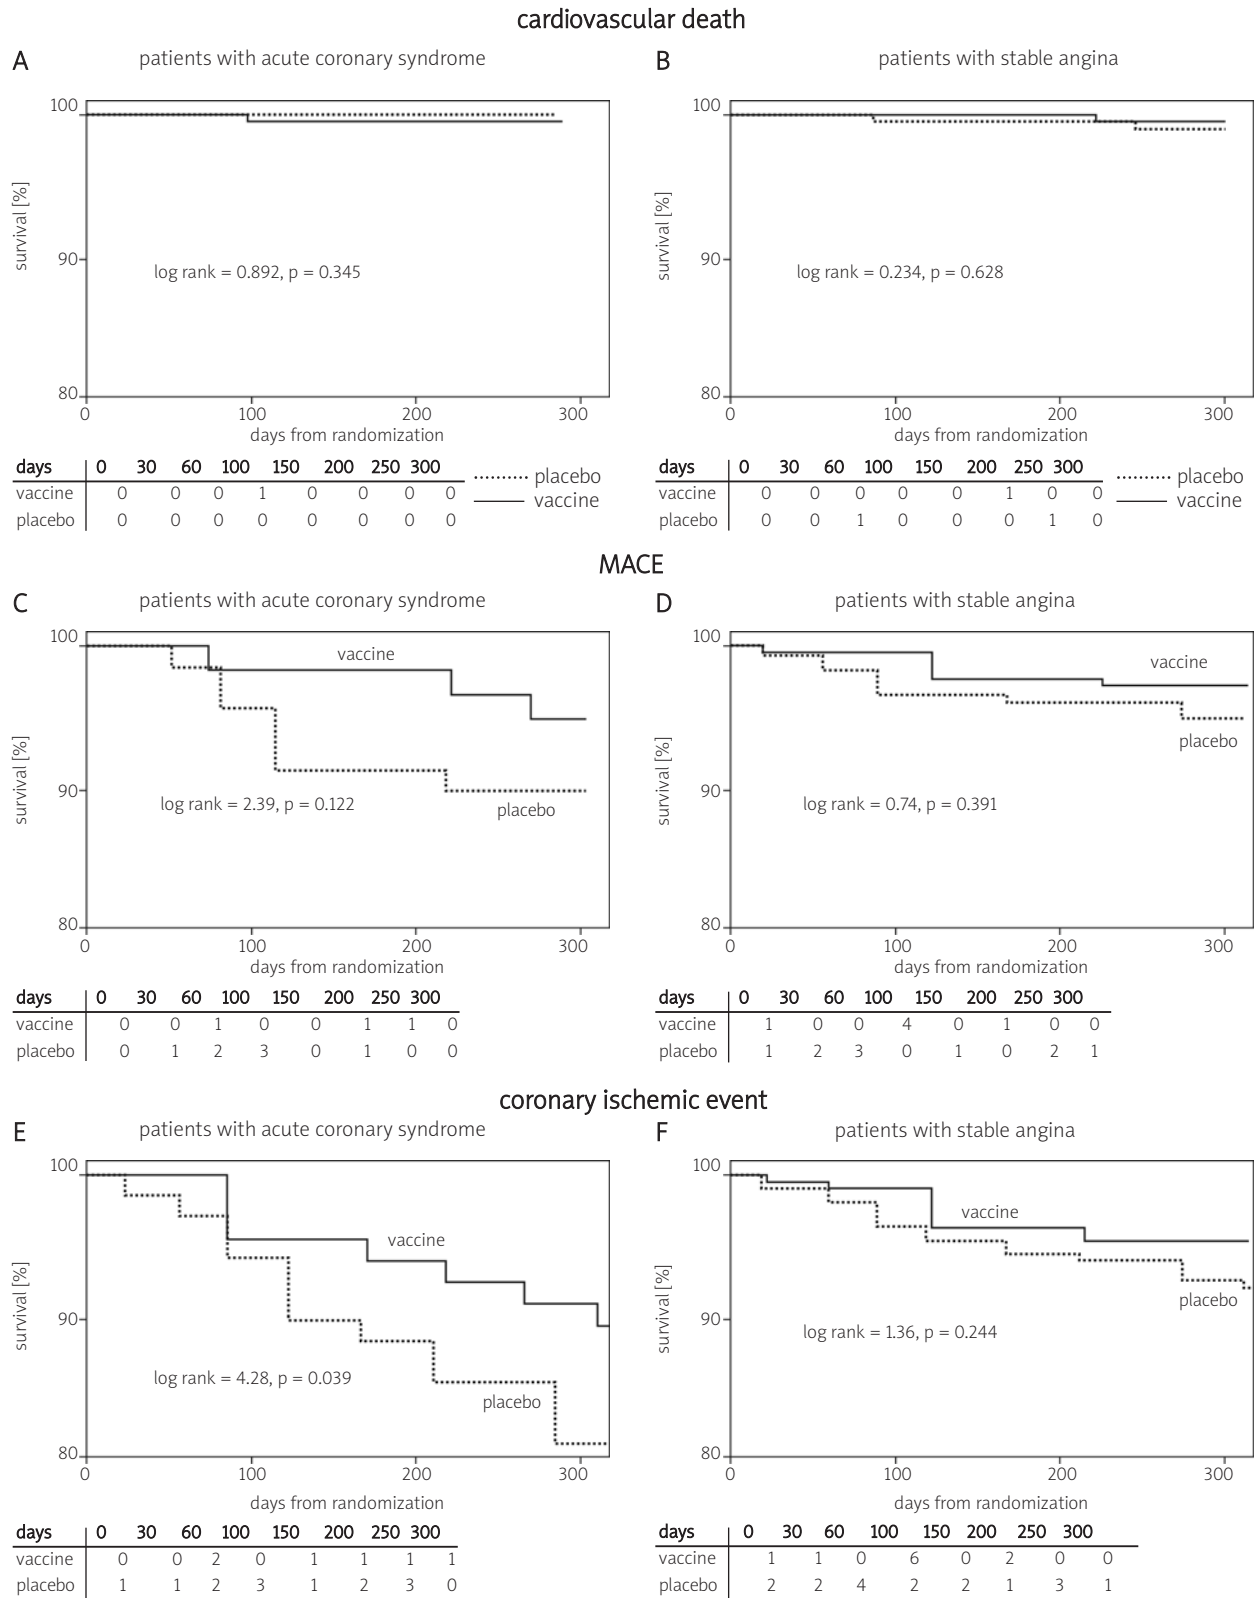 cardiovascular death
A patients with acute coronary syndrome
100
90
80
survival [%]
log rank = 0.892, p = 0.345
0 100 200 300
days from randomization
days 0 30 60 100 150 200 250 300
vaccine 0 0 0 1 0 0 0 0
placebo 0 0 0 0 0 0 0 0
placebo
vaccine
B patients with stable angina
100
90
80
survival [%]
log rank = 0.234, p = 0.628
0 100 200 300
days from randomization
days 0 30 60 100 150 200 250 300
vaccine 0 0 0 0 0 1 0 0
placebo 0 0 1 0 0 0 1 0
placebo
vaccine
MACE
C patients with acute coronary syndrome
100
90
80
survival [%]
vaccine
log rank = 2.39, p = 0.122
placebo
0 100 200 300
days from randomization
days 0 30 60 100 150 200 250 300
vaccine 0 0 1 0 0 1 1 0
placebo 0 1 2 3 0 1 0 0
D patients with stable angina
100
90
80
survival [%]
vaccine
placebo
log rank = 0.74, p = 0.391
0 100 200 300
days from randomization
days 0 30 60 100 150 200 250 300
vaccine 1 0 0 4 0 1 0 0
placebo 1 2 3 0 1 0 2 1
coronary ischemic event
E patients with acute coronary syndrome
100
90
80
survival [%]
vaccine
log rank = 4.28, p = 0.039
placebo
0 100 200 300
days from randomization
days 0 30 60 100 150 200 250 300
vaccine 0 0 2 0 1 1 1 1
placebo 1 1 2 3 1 2 3 0
F patients with stable angina
100
90
80
survival [%]
vaccine
placebo
log rank = 1.36, p = 0.244
0 100 200 300
days from randomization
days 0 30 60 100 150 200 250 300
vaccine 1 1 0 6 0 2 0 0
placebo 2 2 4 2 2 1 3 1